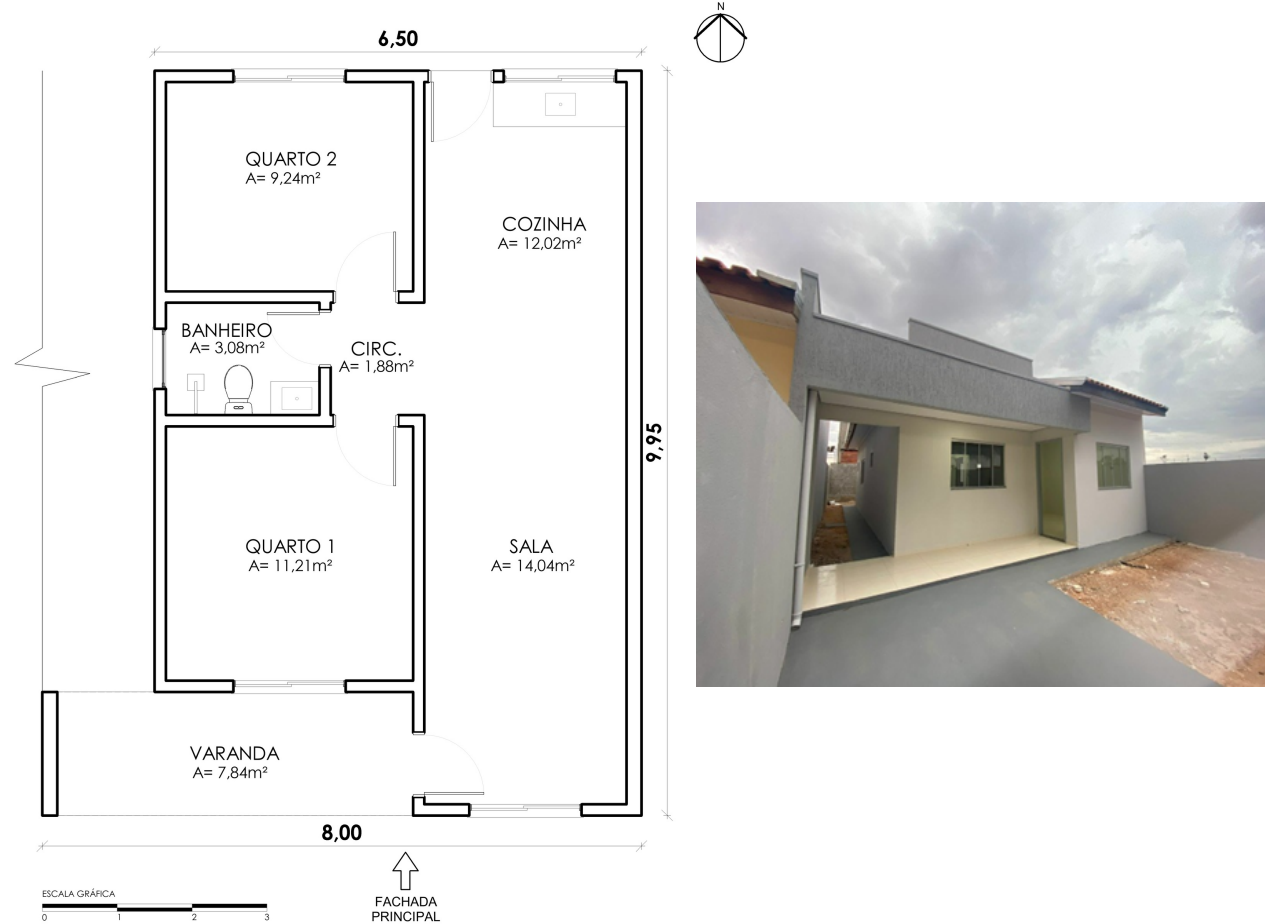 N
6,50
QUARTO 2
A= 9,24m²
COZINHA
A= 12,02m²
BANHEIRO
A= 3,08m²
CIRC.
A= 1,88m²
9,95
QUARTO 1
A= 11,21m²
SALA
A= 14,04m²
VARANDA
A= 7,84m²
8,00
FACHADA
PRINCIPAL
ESCALA GRÁFICA
0 1 2 3